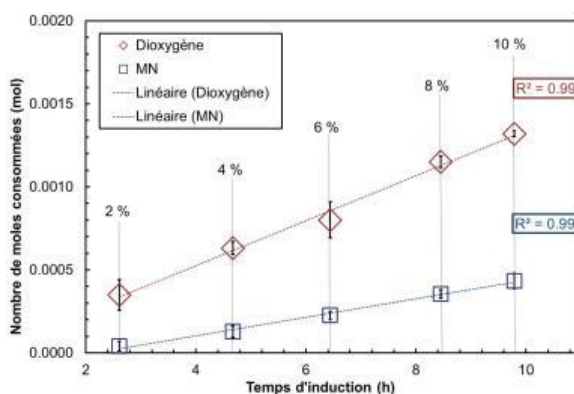 0.0020
0.0015
0.0010
0.0005
0.0000
Nombre de moles consommées (mol)
Dioxygène
MN
Linéaire (Dioxygène)
Linéaire (MN)
2 %
4 %
6 %
8 %
10 %
R² = 0.99
R² = 0.99
2
4
6
8
10
Temps d'induction (h)